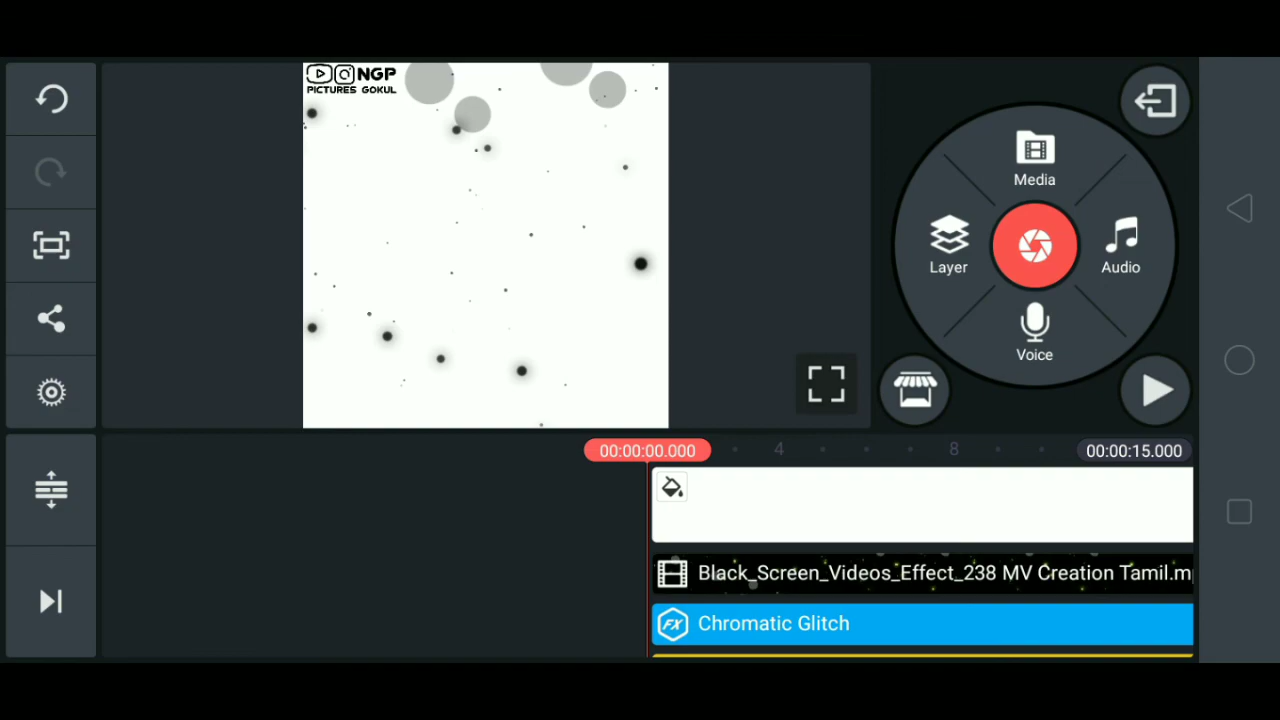 NGP
PICTURES GOKUL
Media
Layer
Audio
Voice
00:00:00.000
4
8
00:00:15.000
Black_Screen_Videos_Effect_238 MV Creation Tamil.m
FX
Chromatic Glitch